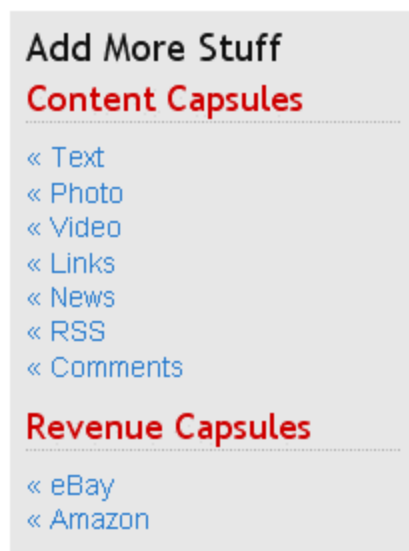 Add More Stuff
Content Capsules
« Text
« Photo
« Video
« Links
« News
« RSS
« Comments
Revenue Capsules
« eBay
« Amazon